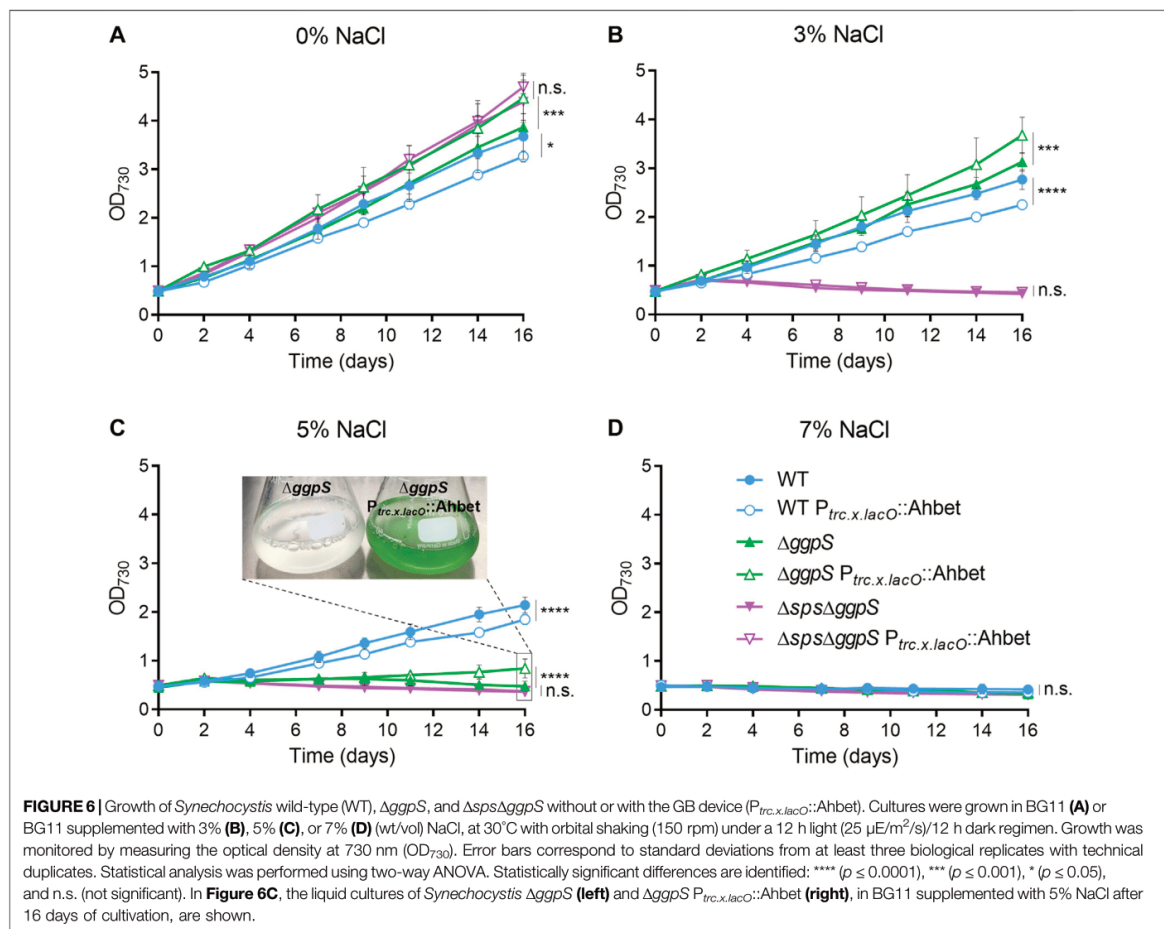 A
0% NaCl
5
4
3
2
1
0
OD730
0 2 4 6 8 10 12 14 16
Time (days)
n.s.
***
*
B
3% NaCl
5
4
3
2
1
0
OD730
0 2 4 6 8 10 12 14 16
Time (days)
***
****
n.s.
C
5% NaCl
5
4
3
2
1
0
OD730
0 2 4 6 8 10 12 14 16
Time (days)
ΔggpS
ΔggpS
Ptrc.x.lacO::Ahbet
****
****
n.s.
D
7% NaCl
5
4
3
2
1
0
OD730
0 2 4 6 8 10 12 14 16
Time (days)
WT
WT Ptrc.x.lacO::Ahbet
ΔggpS
ΔggpS Ptrc.x.lacO::Ahbet
ΔspsΔggpS
ΔspsΔggpS Ptrc.x.lacO::Ahbet
n.s.
FIGURE 6 | Growth of Synechocystis wild-type (WT), ΔggpS, and ΔspsΔggpS without or with the GB device (Ptrc.x.lacO::Ahbet). Cultures were grown in BG11 (A) or
BG11 supplemented with 3% (B), 5% (C), or 7% (D) (wt/vol) NaCl, at 30°C with orbital shaking (150 rpm) under a 12 h light (25 μE/m²/s)/12 h dark regimen. Growth was
monitored by measuring the optical density at 730 nm (OD730). Error bars correspond to standard deviations from at least three biological replicates with technical
duplicates. Statistical analysis was performed using two-way ANOVA. Statistically significant differences are identified: **** (p ≤ 0.0001), *** (p ≤ 0.001), * (p ≤ 0.05),
and n.s. (not significant). In Figure 6C, the liquid cultures of Synechocystis ΔggpS (left) and ΔggpS Ptrc.x.lacO::Ahbet (right), in BG11 supplemented with 5% NaCl after
16 days of cultivation, are shown.